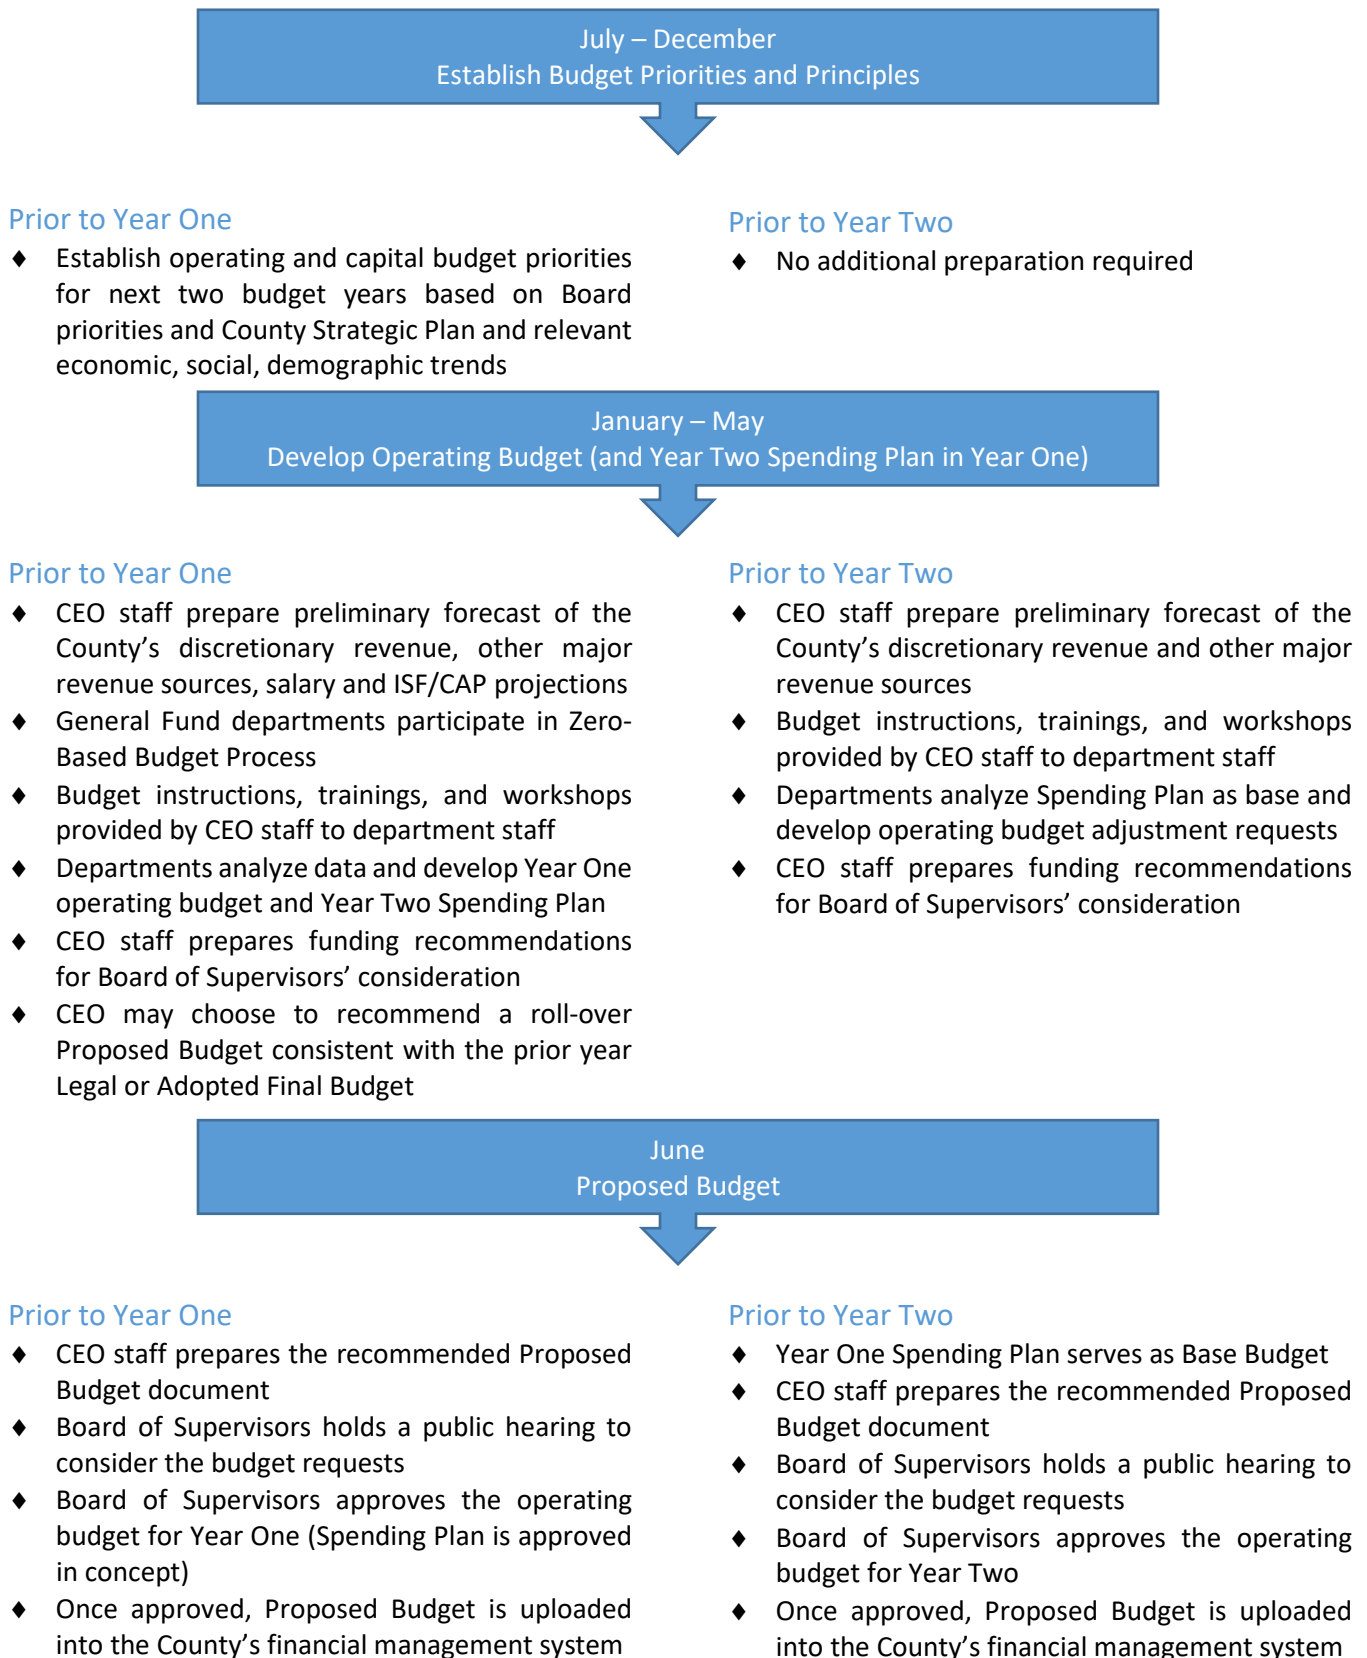 July – December
Establish Budget Priorities and Principles
Prior to Year One
♦ Establish operating and capital budget priorities
for next two budget years based on Board
priorities and County Strategic Plan and relevant
economic, social, demographic trends
Prior to Year Two
♦ No additional preparation required
January – May
Develop Operating Budget (and Year Two Spending Plan in Year One)
Prior to Year One
♦ CEO staff prepare preliminary forecast of the
County’s discretionary revenue, other major
revenue sources, salary and ISF/CAP projections
♦ General Fund departments participate in Zero-
Based Budget Process
♦ Budget instructions, trainings, and workshops
provided by CEO staff to department staff
♦ Departments analyze data and develop Year One
operating budget and Year Two Spending Plan
♦ CEO staff prepares funding recommendations
for Board of Supervisors’ consideration
♦ CEO may choose to recommend a roll-over
Proposed Budget consistent with the prior year
Legal or Adopted Final Budget
Prior to Year Two
♦ CEO staff prepare preliminary forecast of the
County’s discretionary revenue and other major
revenue sources
♦ Budget instructions, trainings, and workshops
provided by CEO staff to department staff
♦ Departments analyze Spending Plan as base and
develop operating budget adjustment requests
♦ CEO staff prepares funding recommendations
for Board of Supervisors’ consideration
June
Proposed Budget
Prior to Year One
♦ CEO staff prepares the recommended Proposed
Budget document
♦ Board of Supervisors holds a public hearing to
consider the budget requests
♦ Board of Supervisors approves the operating
budget for Year One (Spending Plan is approved
in concept)
♦ Once approved, Proposed Budget is uploaded
into the County’s financial management system
Prior to Year Two
♦ Year One Spending Plan serves as Base Budget
♦ CEO staff prepares the recommended Proposed
Budget document
♦ Board of Supervisors holds a public hearing to
consider the budget requests
♦ Board of Supervisors approves the operating
budget for Year Two
♦ Once approved, Proposed Budget is uploaded
into the County’s financial management system